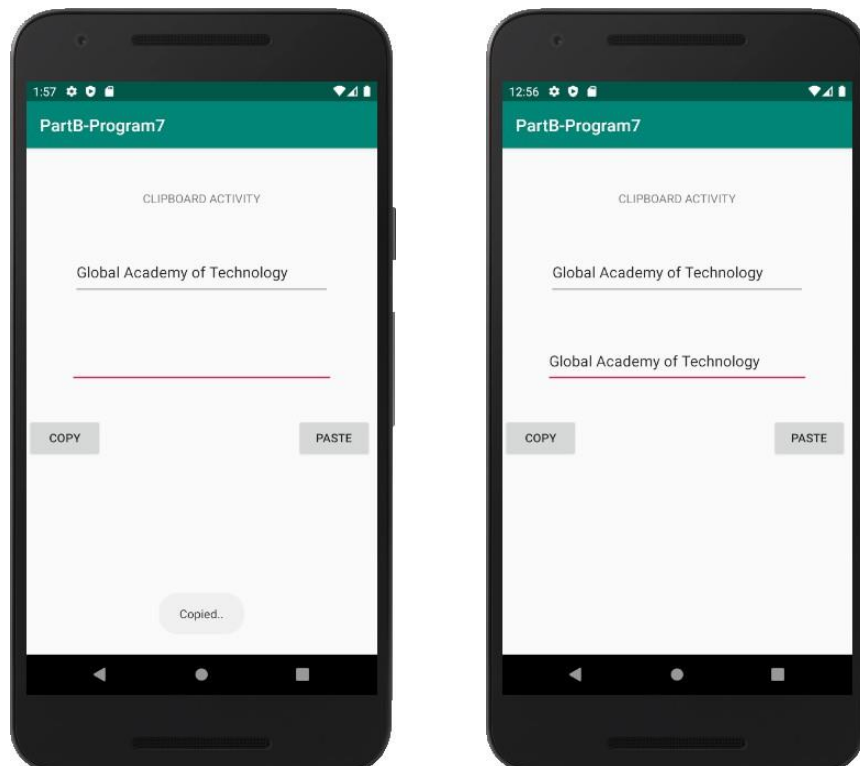 1:57
PartB-Program7
CLIPBOARD ACTIVITY
Global Academy of Technology
COPY
PASTE
Copied..
12:56
PartB-Program7
CLIPBOARD ACTIVITY
Global Academy of Technology
Global Academy of Technology
COPY
PASTE